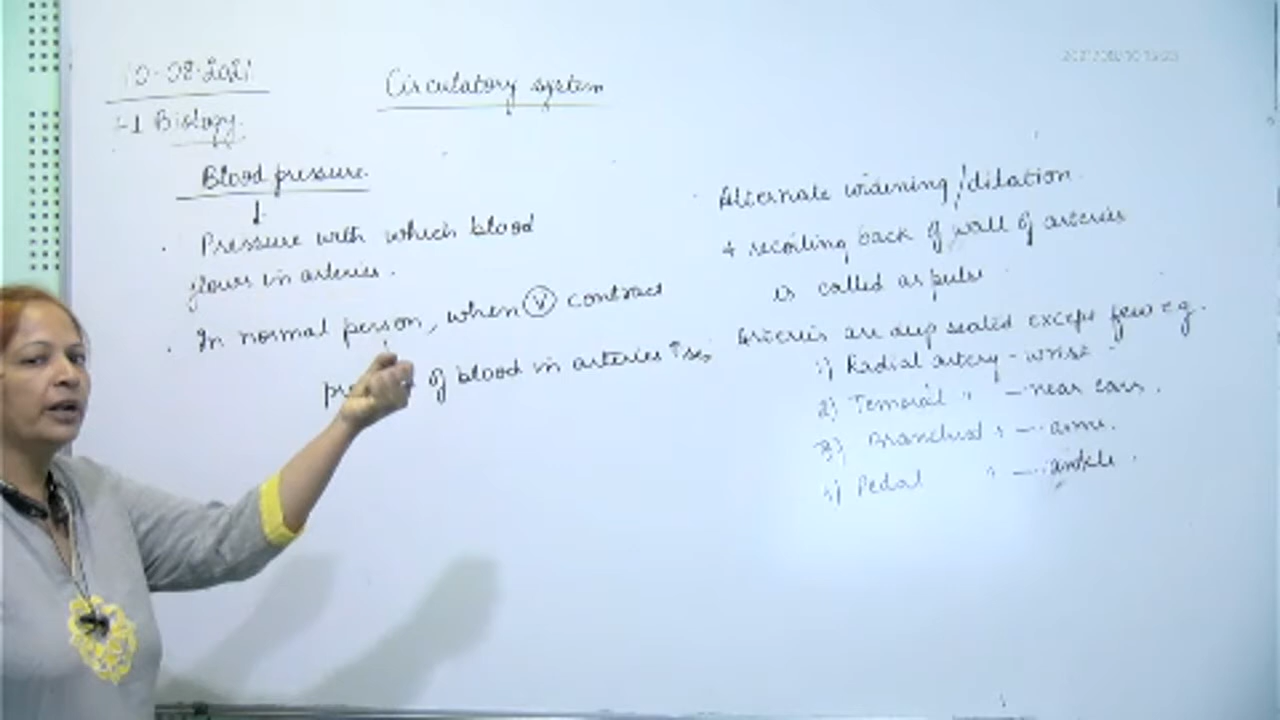 10-08-2021
Circulatory system
-1 Biology
Blood pressure
Pressure with which blood
flows in arteries.
In normal person, when Ⓥ contract
of blood in arteries ↑ses
Alternate widening/dilation
+ recoiling back of wall of arteries
is called as pulse
Arteries are deep seated except few eg.
1) Radial artery - wrist
2) Temoral " - near ears.
3) Branchial " - arm.
4) Pedal " - ankle.